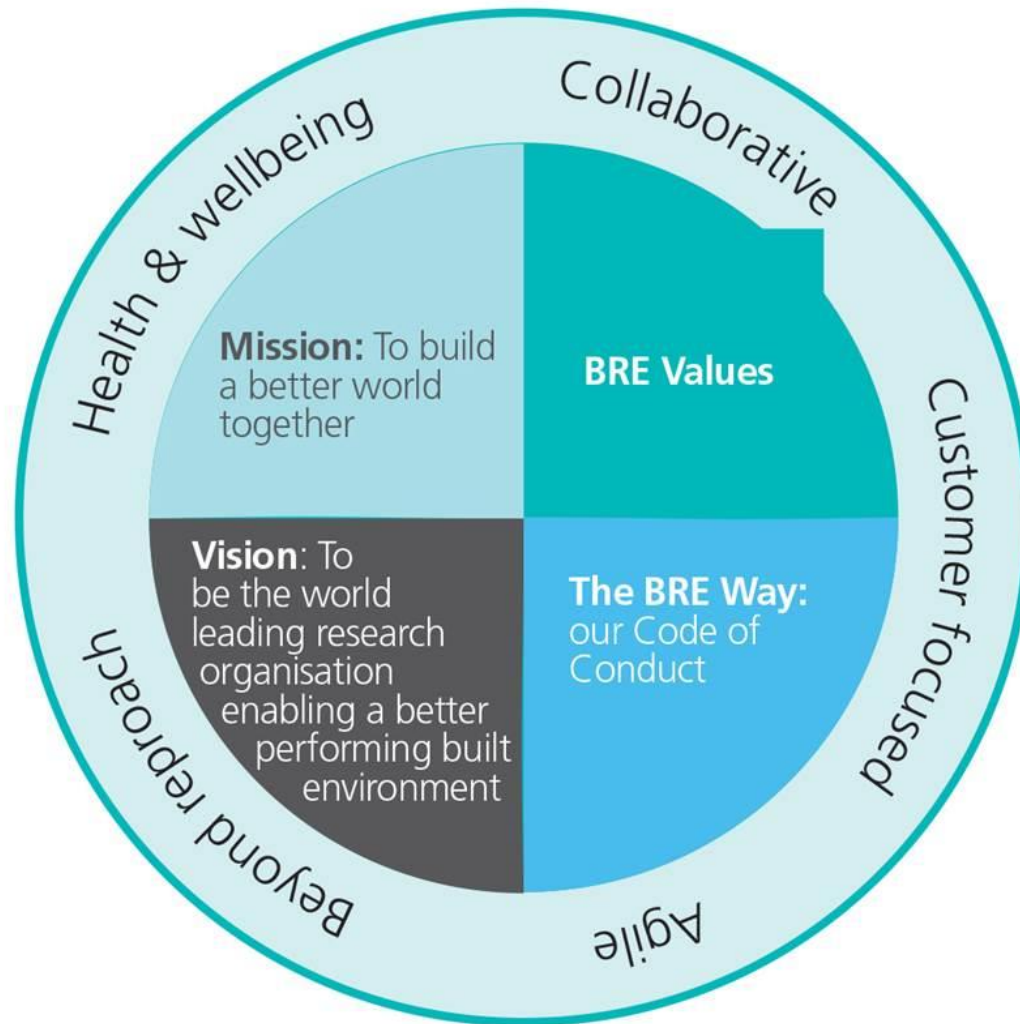 Health & wellbeing
Collaborative
Customer focused
Agile
Beyond reproach
Mission: To build
a better world
together
BRE Values
Vision: To
be the world
leading research
organisation
enabling a better
performing built
environment
The BRE Way:
our Code of
Conduct